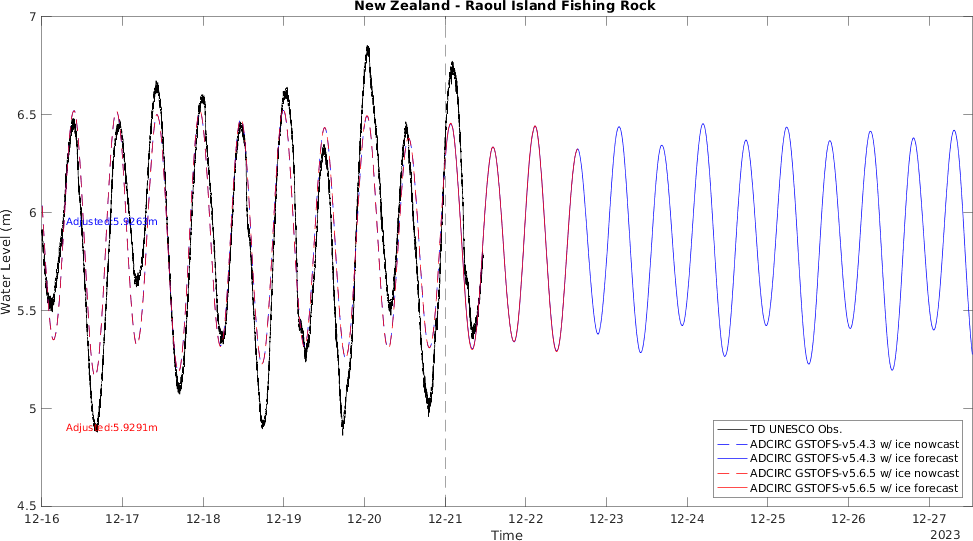 New Zealand - Raoul Island Fishing Rock
Water Level (m)
7
6.5
6
5.5
5
4.5
Adjusted:5.9263m
Adjusted:5.9291m
TD UNESCO Obs.
ADCIRC GSTOFS-v5.4.3 w/ ice nowcast
ADCIRC GSTOFS-v5.4.3 w/ ice forecast
ADCIRC GSTOFS-v5.6.5 w/ ice nowcast
ADCIRC GSTOFS-v5.6.5 w/ ice forecast
12-16 12-17 12-18 12-19 12-20 12-21 12-22 12-23 12-24 12-25 12-26 12-27
Time
2023